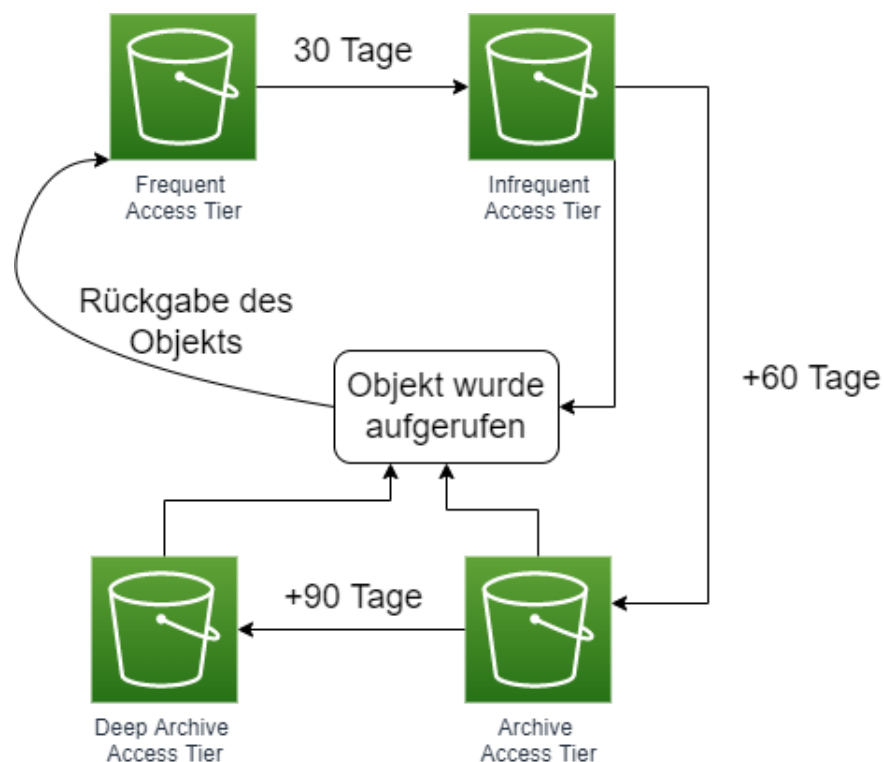 30 Tage
Frequent
Access Tier
Infrequent
Access Tier
Rückgabe des
Objekts
Objekt wurde
aufgerufen
+60 Tage
+90 Tage
Deep Archive
Access Tier
Archive
Access Tier